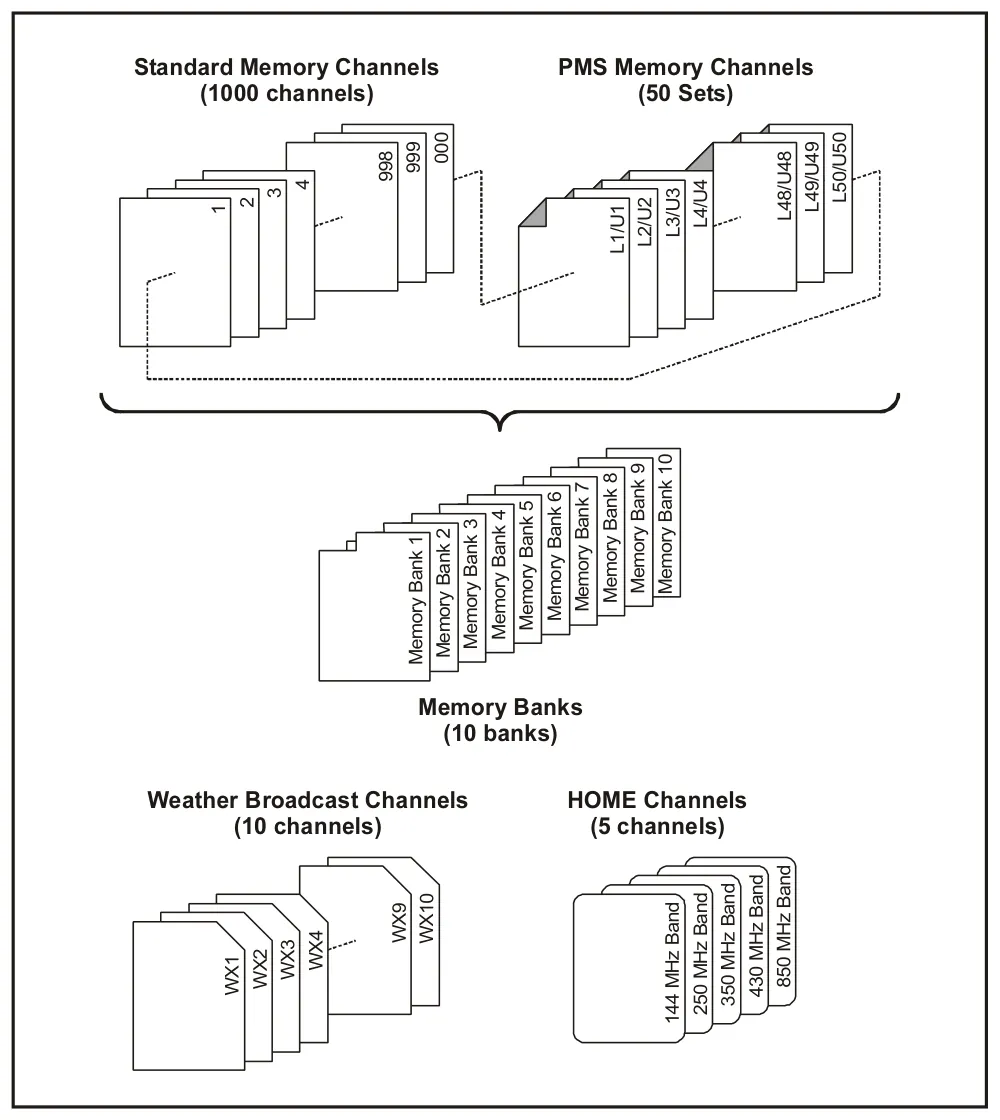 Standard Memory Channels
(1000 channels)
1
2
3
4
998
999
000
PMS Memory Channels
(50 Sets)
L1/U1
L2/U2
L3/U3
L4/U4
L48/U48
L49/U49
L50/U50
Memory Bank 1
Memory Bank 2
Memory Bank 3
Memory Bank 4
Memory Bank 5
Memory Bank 6
Memory Bank 7
Memory Bank 8
Memory Bank 9
Memory Bank 10
Memory Banks
(10 banks)
Weather Broadcast Channels
(10 channels)
WX1
WX2
WX3
WX4
WX9
WX10
HOME Channels
(5 channels)
144 MHz Band
250 MHz Band
350 MHz Band
430 MHz Band
850 MHz Band